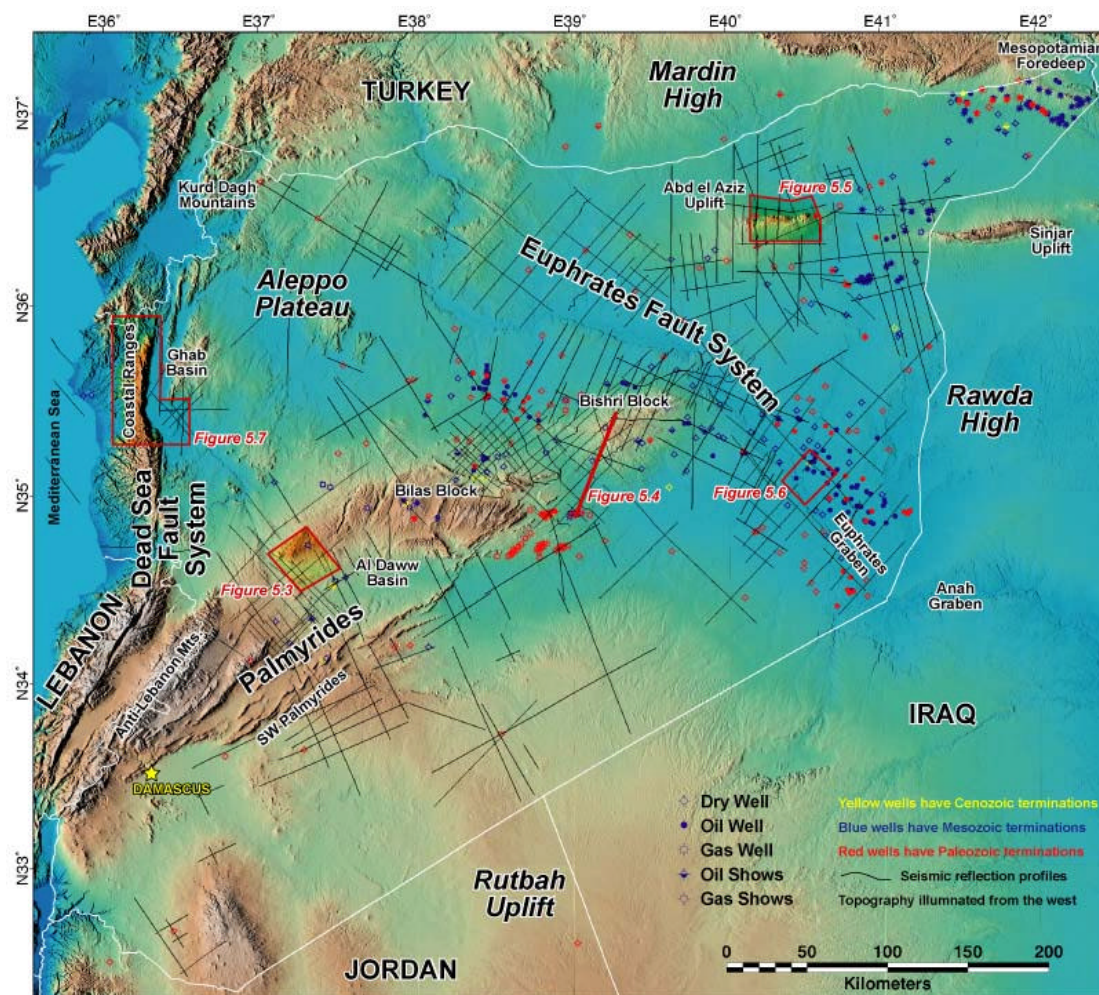 E36° E37° E38° E39° E40° E41° E42°
N37°
N36°
N35°
N34°
N33°
Mesopotamian
Foredeep
TURKEY
Mardin
High
Kurd Dagh
Mountains
Abd el Aziz
Uplift
Figure 5.5
Sinjar
Uplift
Aleppo
Plateau
Euphrates Fault System
Coastal Ranges
Ghab
Basin
Figure 5.7
Mediterranean Sea
Bishri Block
Rawda
High
Figure 5.4
Figure 5.6
Bilas Block
Euphrates
Graben
Dead Sea
Fault
System
Al Daww
Basin
Figure 5.3
Anah
Graben
LEBANON
Anti-Lebanon Mts.
Palmyrides
SW Palmyrides
IRAQ
DAMASCUS
Rutbah
Uplift
JORDAN
Dry Well
Oil Well
Gas Well
Oil Shows
Gas Shows
Yellow wells have Cenozoic terminations
Blue wells have Mesozoic terminations
Red wells have Paleozoic terminations
Seismic reflection profiles
Topography illumnated from the west
0 50 100 150 200
Kilometers